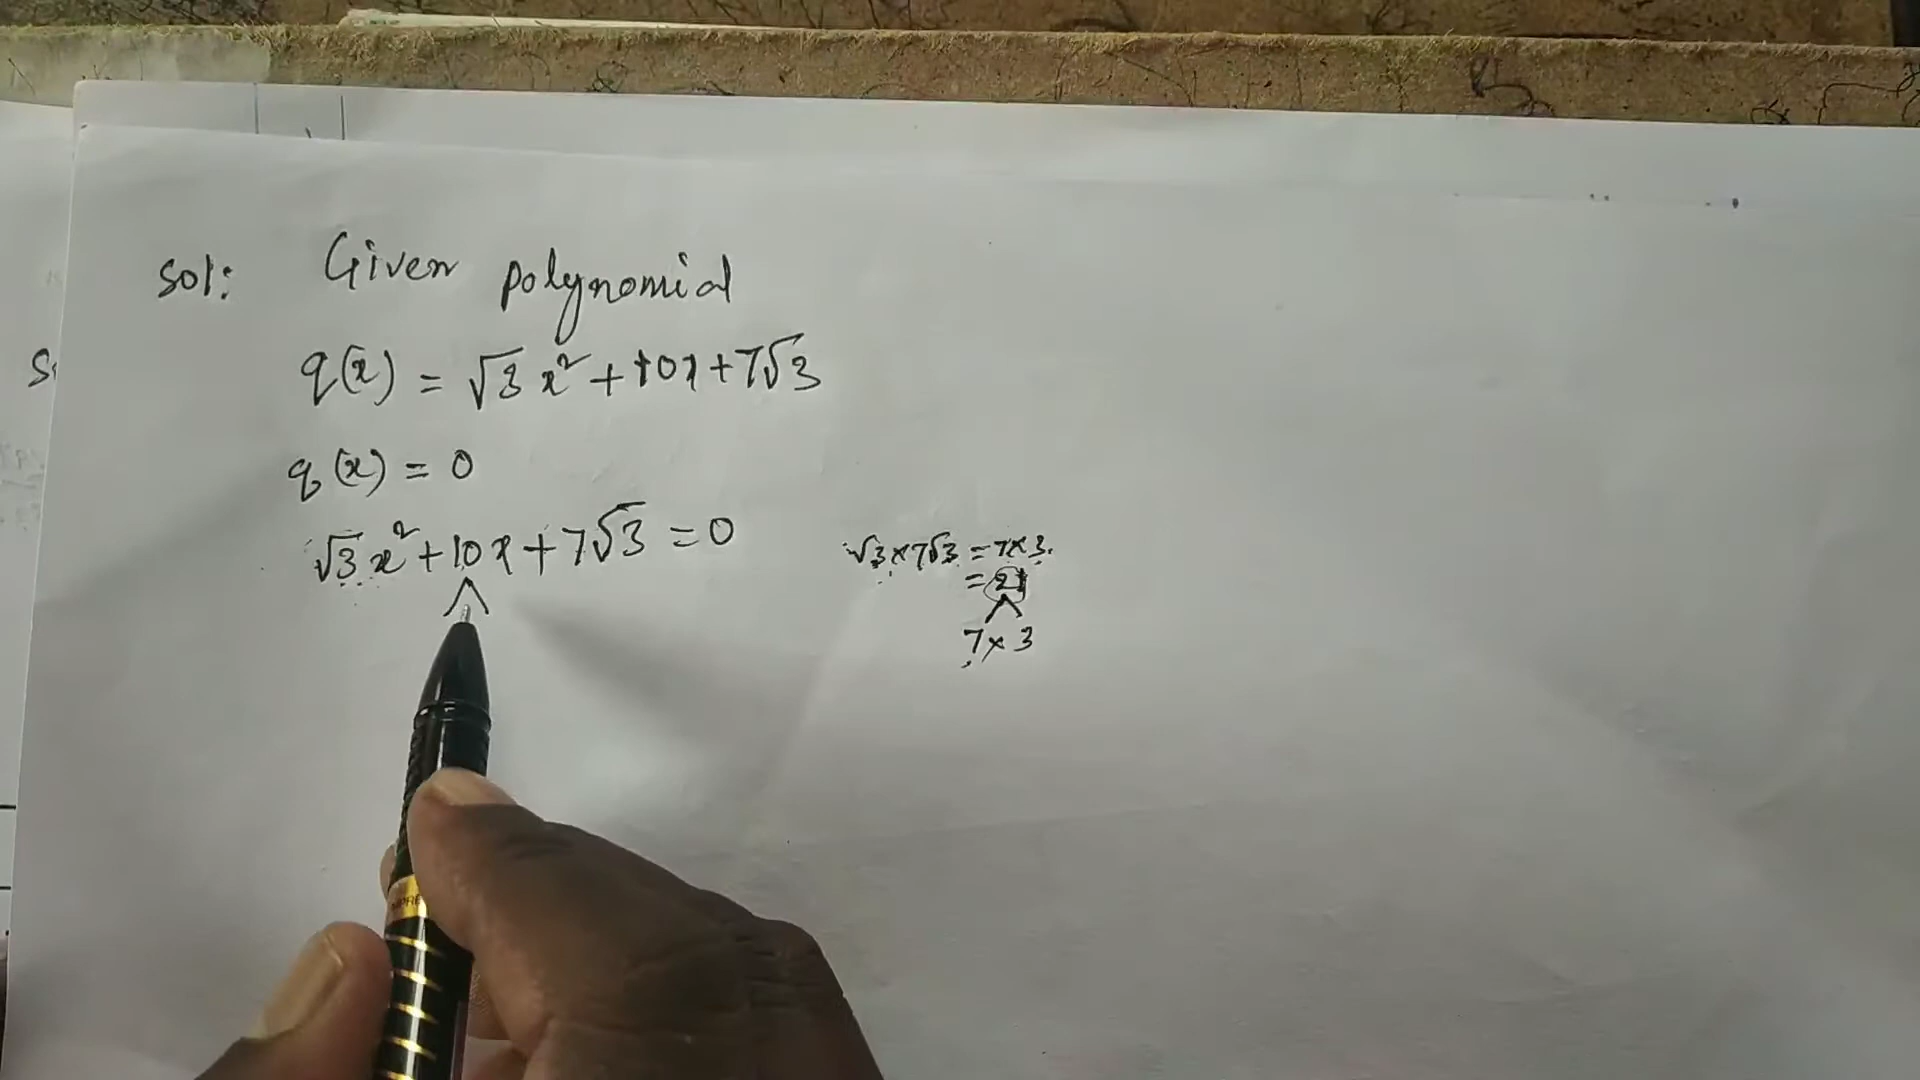 Sol: Given polynomial
q(x) = √3 x² + 10x + 7√3
q(x) = 0
√3 x² + 10x + 7√3 = 0
√3 × 7√3 = 7×3
= 21
7 × 3